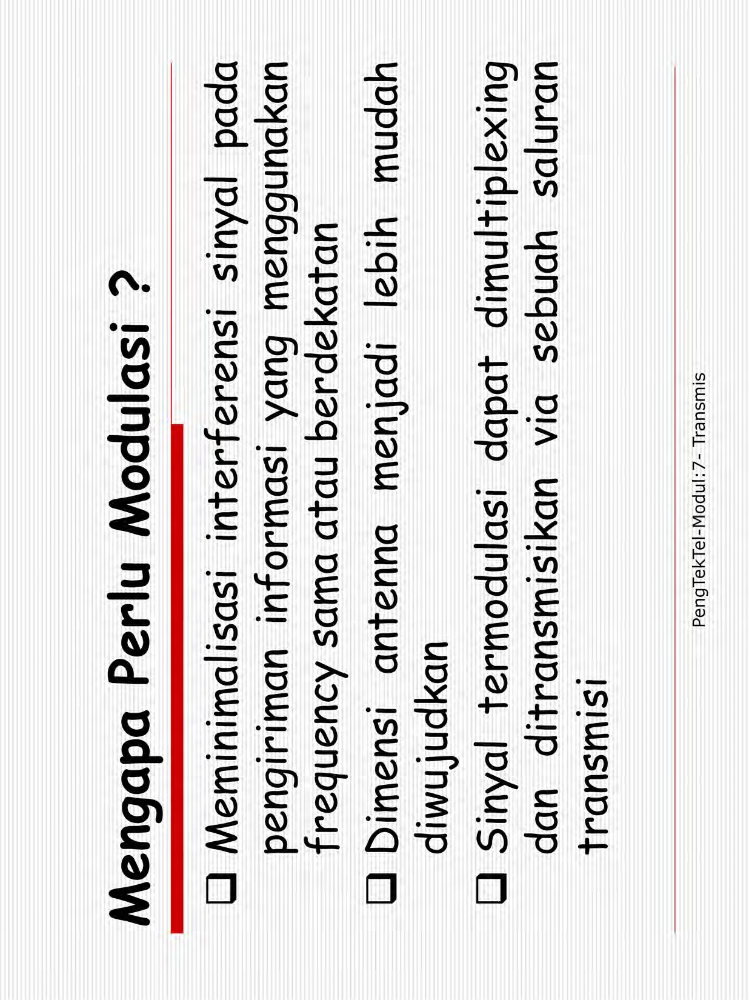 Mengapa Perlu Modulasi ?
❑ Meminimalisasi interferensi sinyal pada
pengiriman informasi yang menggunakan
frequency sama atau berdekatan
❑ Dimensi antenna menjadi lebih mudah
diwujudkan
❑ Sinyal termodulasi dapat dimultiplexing
dan ditransmisikan via sebuah saluran
transmisi
PengTekTel-Modul:7- Transmis